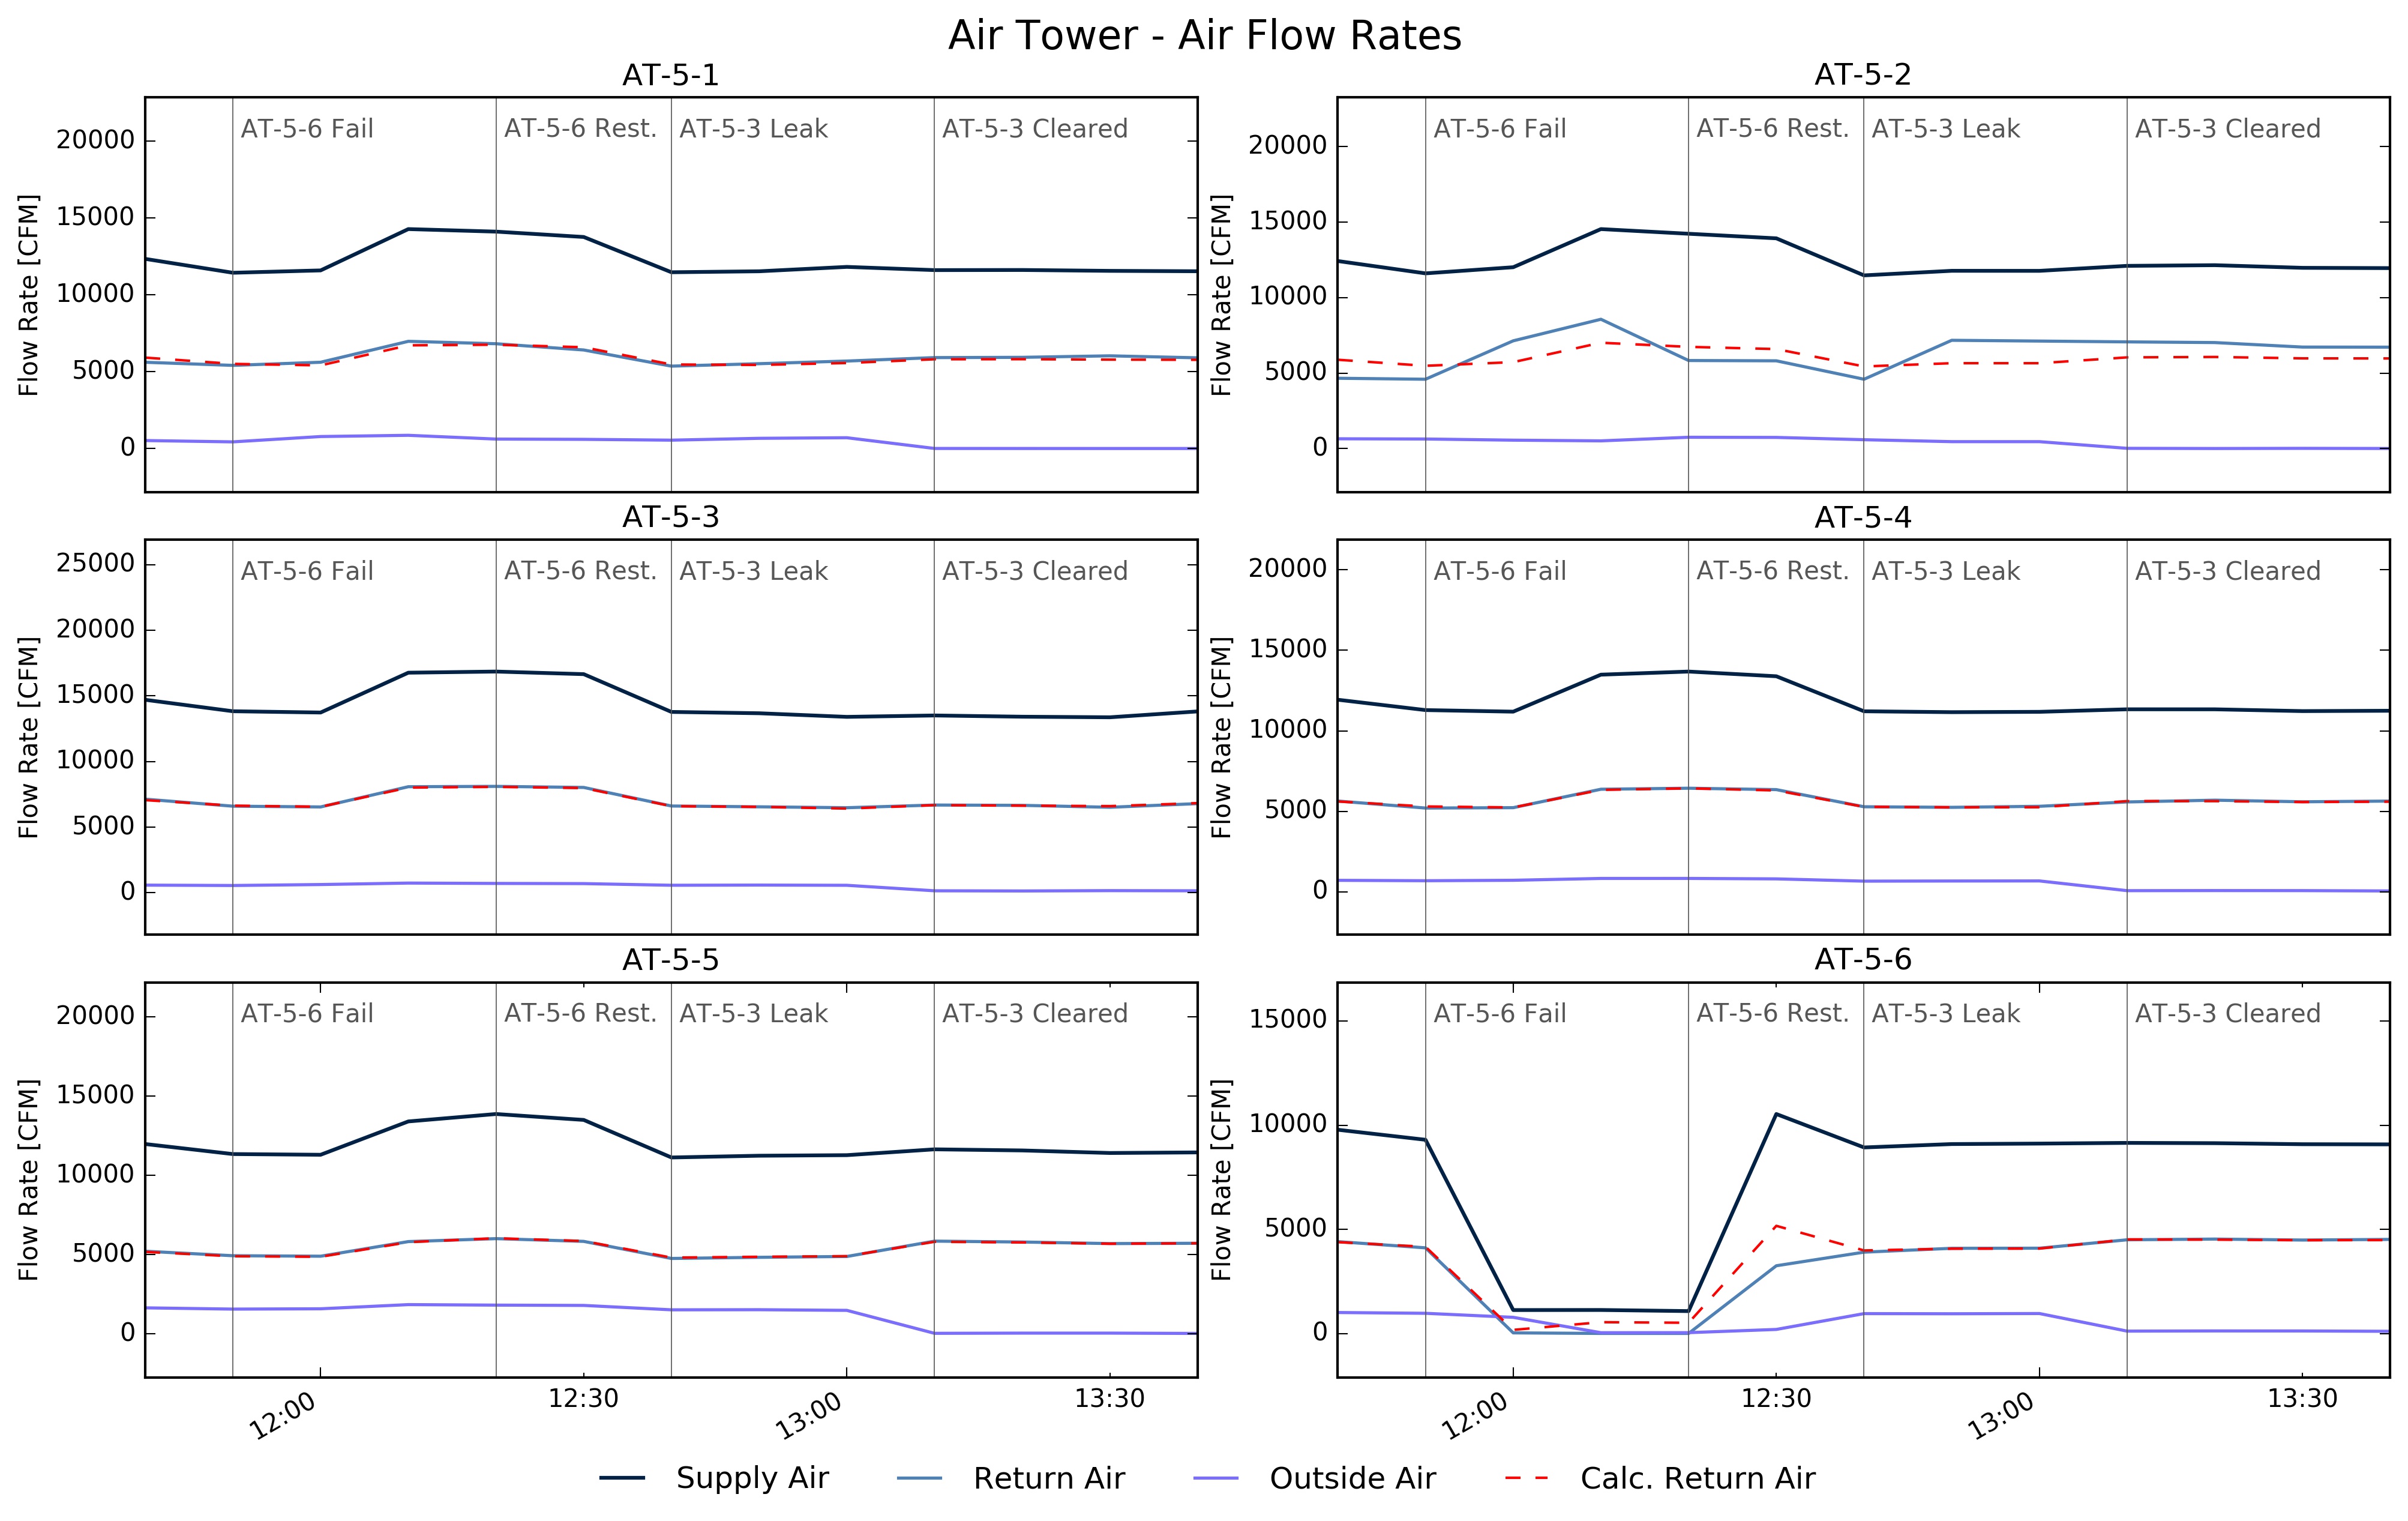 Air Tower - Air Flow Rates
AT-5-1
AT-5-6 Fail
AT-5-6 Rest.
AT-5-3 Leak
AT-5-3 Cleared
20000
15000
10000
5000
0
Flow Rate [CFM]
AT-5-2
AT-5-6 Fail
AT-5-6 Rest.
AT-5-3 Leak
AT-5-3 Cleared
20000
15000
10000
5000
0
Flow Rate [CFM]
AT-5-3
AT-5-6 Fail
AT-5-6 Rest.
AT-5-3 Leak
AT-5-3 Cleared
25000
20000
15000
10000
5000
0
Flow Rate [CFM]
AT-5-4
AT-5-6 Fail
AT-5-6 Rest.
AT-5-3 Leak
AT-5-3 Cleared
20000
15000
10000
5000
0
Flow Rate [CFM]
AT-5-5
AT-5-6 Fail
AT-5-6 Rest.
AT-5-3 Leak
AT-5-3 Cleared
20000
15000
10000
5000
0
Flow Rate [CFM]
12:00
12:30
13:00
13:30
AT-5-6
AT-5-6 Fail
AT-5-6 Rest.
AT-5-3 Leak
AT-5-3 Cleared
15000
10000
5000
0
Flow Rate [CFM]
12:00
12:30
13:00
13:30
Supply Air
Return Air
Outside Air
Calc. Return Air